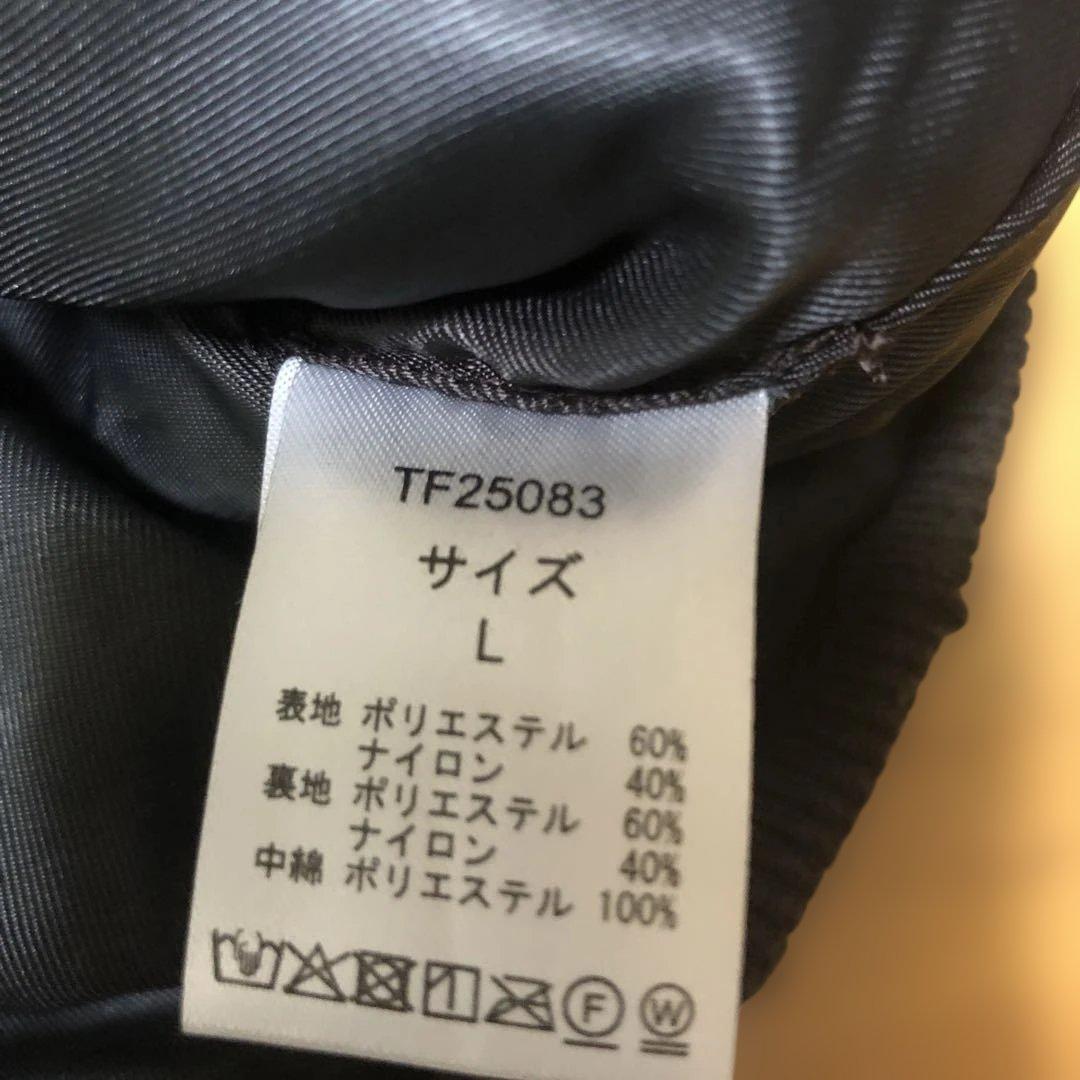 TF25083
サイズ
L
表地 ポリエステル 60%
ナイロン 40%
裏地 ポリエステル 60%
ナイロン 40%
中綿 ポリエステル 100%
F W